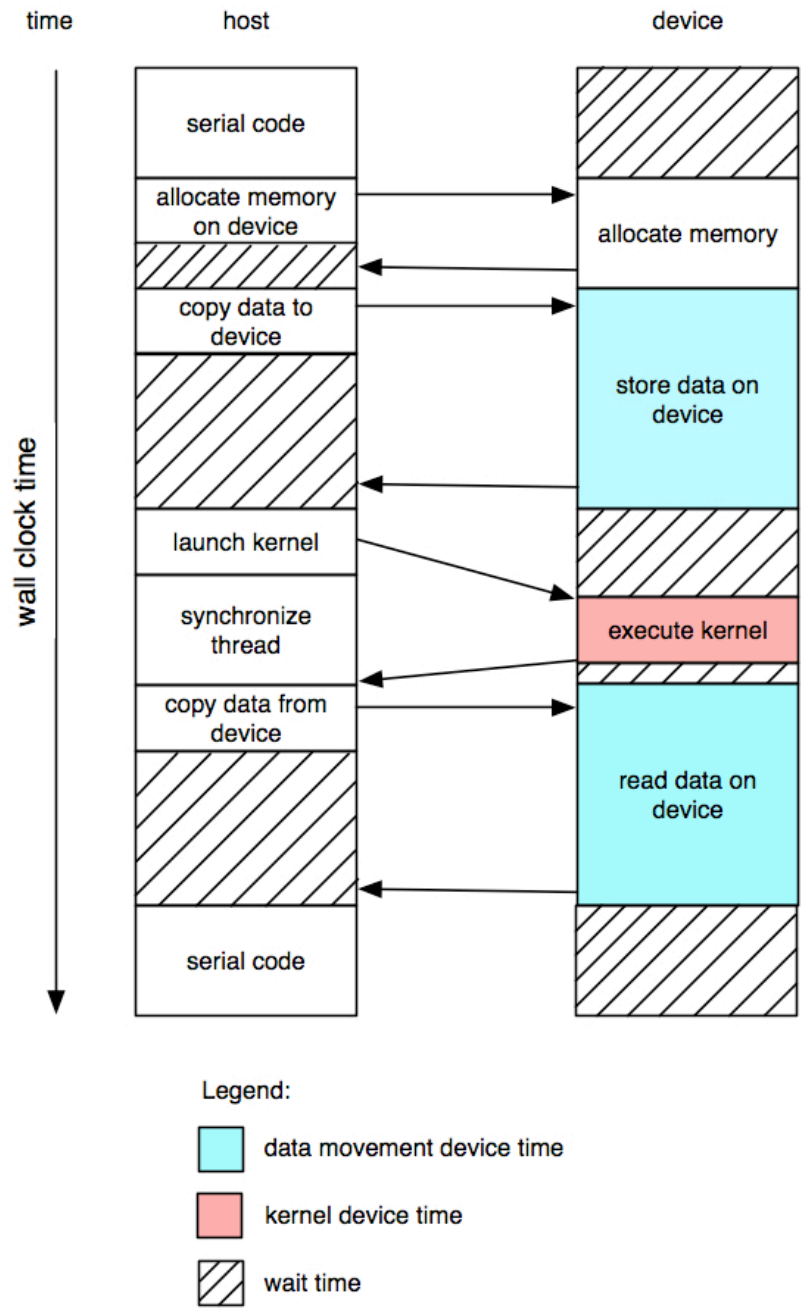 time
host
device
serial code
allocate memory
on device
allocate memory
copy data to
device
store data on
device
wall clock time
launch kernel
synchronize
thread
execute kernel
copy data from
device
read data on
device
serial code
Legend:
data movement device time
kernel device time
wait time